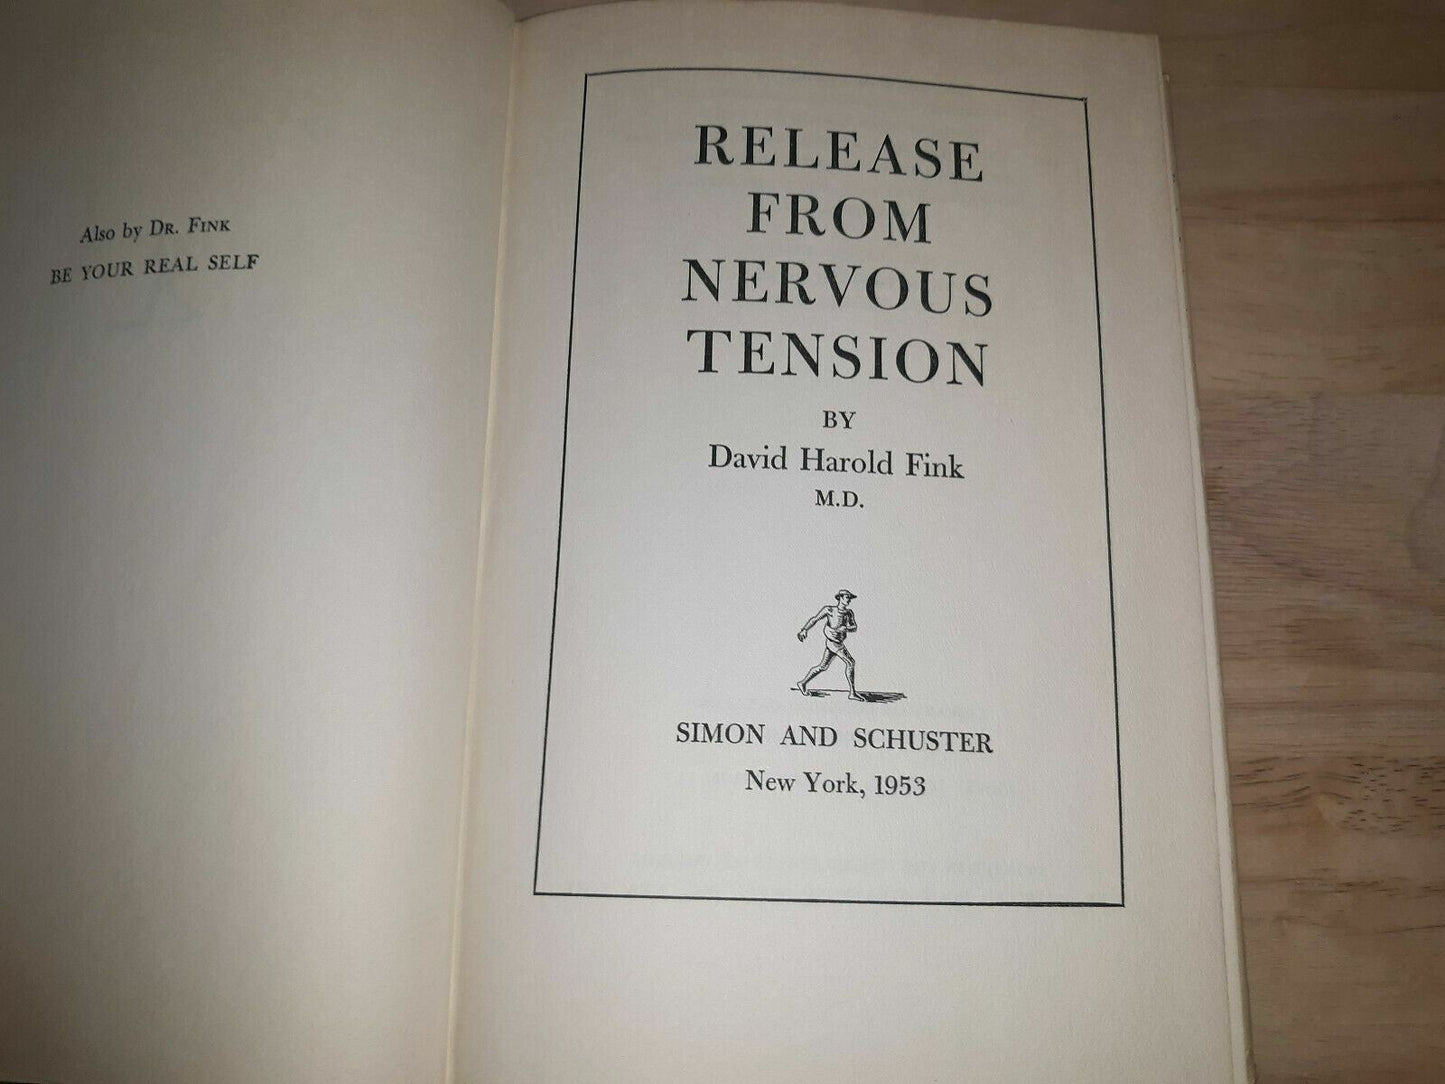 Also by DR. FINK
BE YOUR REAL SELF
RELEASE
FROM
NERVOUS
TENSION
BY
David Harold Fink
M.D.
SIMON AND SCHUSTER
New York, 1953